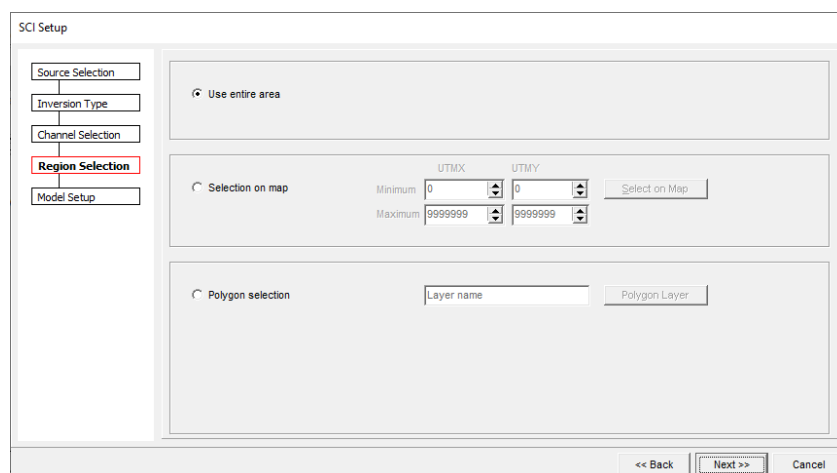 SCI Setup
Source Selection
Inversion Type
Channel Selection
Region Selection
Model Setup
Use entire area
UTMX UTMY
Selection on map Minimum 0 0 Select on Map
Maximum 9999999 9999999
Polygon selection Layer name Polygon Layer
<< Back Next >> Cancel